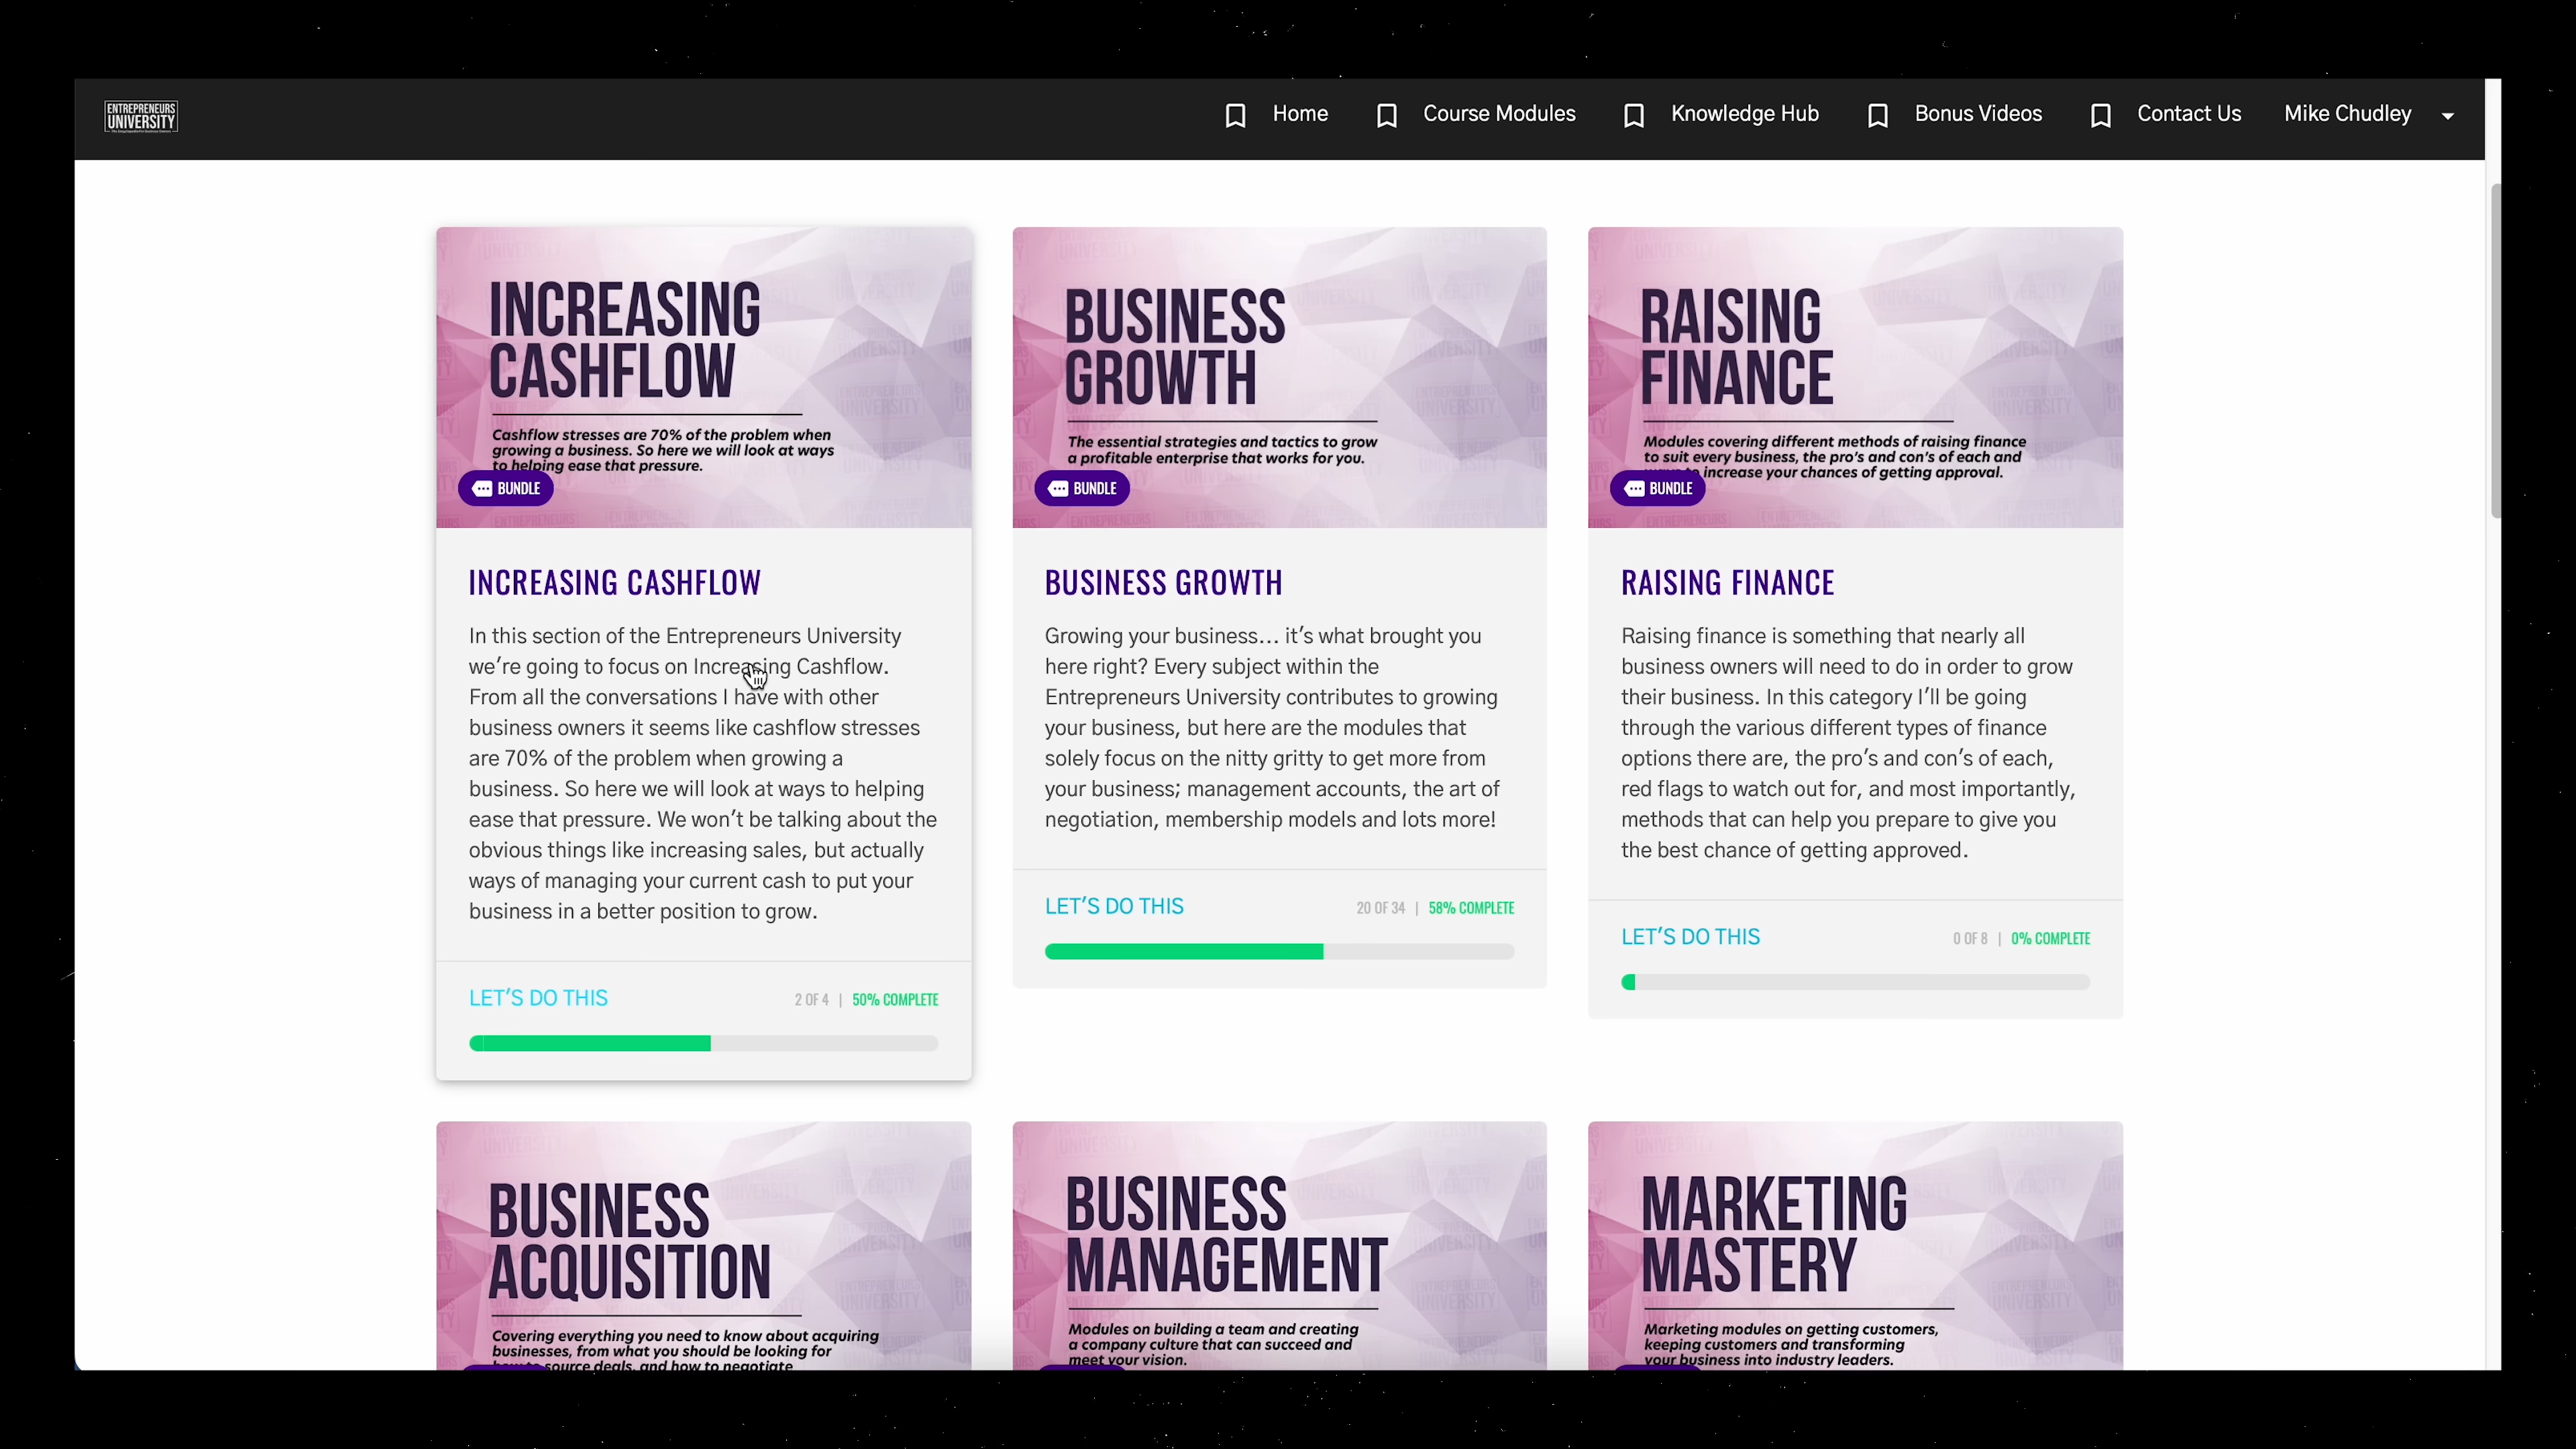 ENTREPRENEURS
UNIVERSITY
Home
Course Modules
Knowledge Hub
Bonus Videos
Contact Us
Mike Chudley
INCREASING
CASHFLOW
Cashflow stresses are 70% of the problem when
growing a business. So here we will look at ways
to helping ease that pressure.
BUNDLE
INCREASING CASHFLOW
In this section of the Entrepreneurs University
we're going to focus on Increasing Cashflow.
From all the conversations I have with other
business owners it seems like cashflow stresses
are 70% of the problem when growing a
business. So here we will look at ways to helping
ease that pressure. We won't be talking about the
obvious things like increasing sales, but actually
ways of managing your current cash to put your
business in a better position to grow.
LET'S DO THIS
2 OF 4 | 50% COMPLETE
BUSINESS
GROWTH
The essential strategies and tactics to grow
a profitable enterprise that works for you.
BUNDLE
BUSINESS GROWTH
Growing your business... it's what brought you
here right? Every subject within the
Entrepreneurs University contributes to growing
your business, but here are the modules that
solely focus on the nitty gritty to get more from
your business; management accounts, the art of
negotiation, membership models and lots more!
LET'S DO THIS
20 OF 34 | 58% COMPLETE
RAISING
FINANCE
Modules covering different methods of raising finance
to suit every business, the pro's and con's of each and
increase your chances of getting approval.
BUNDLE
RAISING FINANCE
Raising finance is something that nearly all
business owners will need to do in order to grow
their business. In this category I'll be going
through the various different types of finance
options there are, the pro's and con's of each,
red flags to watch out for, and most importantly,
methods that can help you prepare to give you
the best chance of getting approved.
LET'S DO THIS
0 OF 8 | 0% COMPLETE
BUSINESS
ACQUISITION
Covering everything you need to know about acquiring
businesses, from what you should be looking for
source deals, and how to negotiate
BUSINESS
MANAGEMENT
Modules on building a team and creating
a company culture that can succeed and
meet your vision.
MARKETING
MASTERY
Marketing modules on getting customers,
keeping customers and transforming
your business into industry leaders.